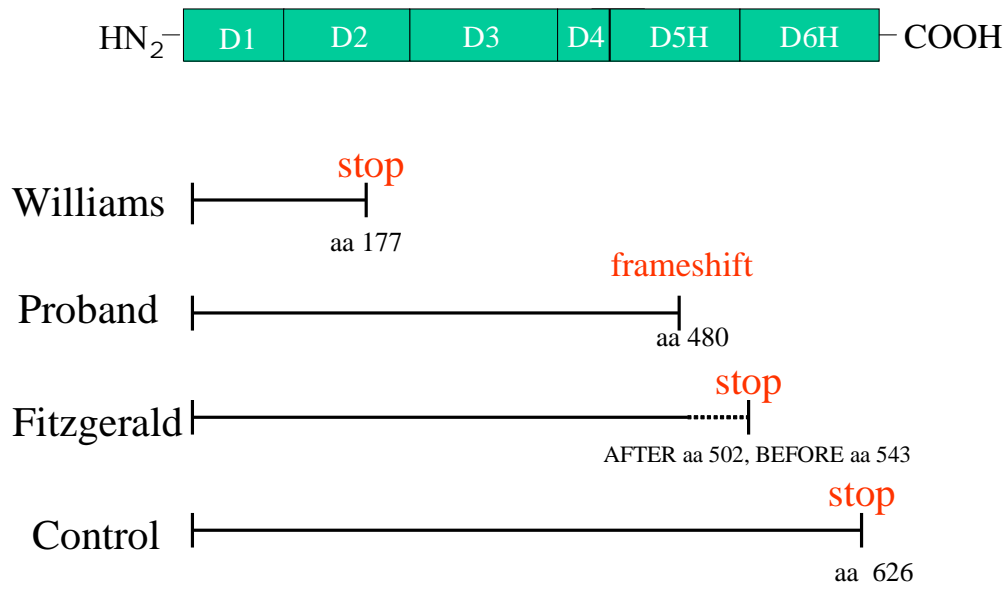 HN₂ D1 D2 D3 D4 D5H D6H COOH
stop
Williams
aa 177
frameshift
Proband
aa 480
stop
Fitzgerald
AFTER aa 502, BEFORE aa 543
stop
Control
aa 626